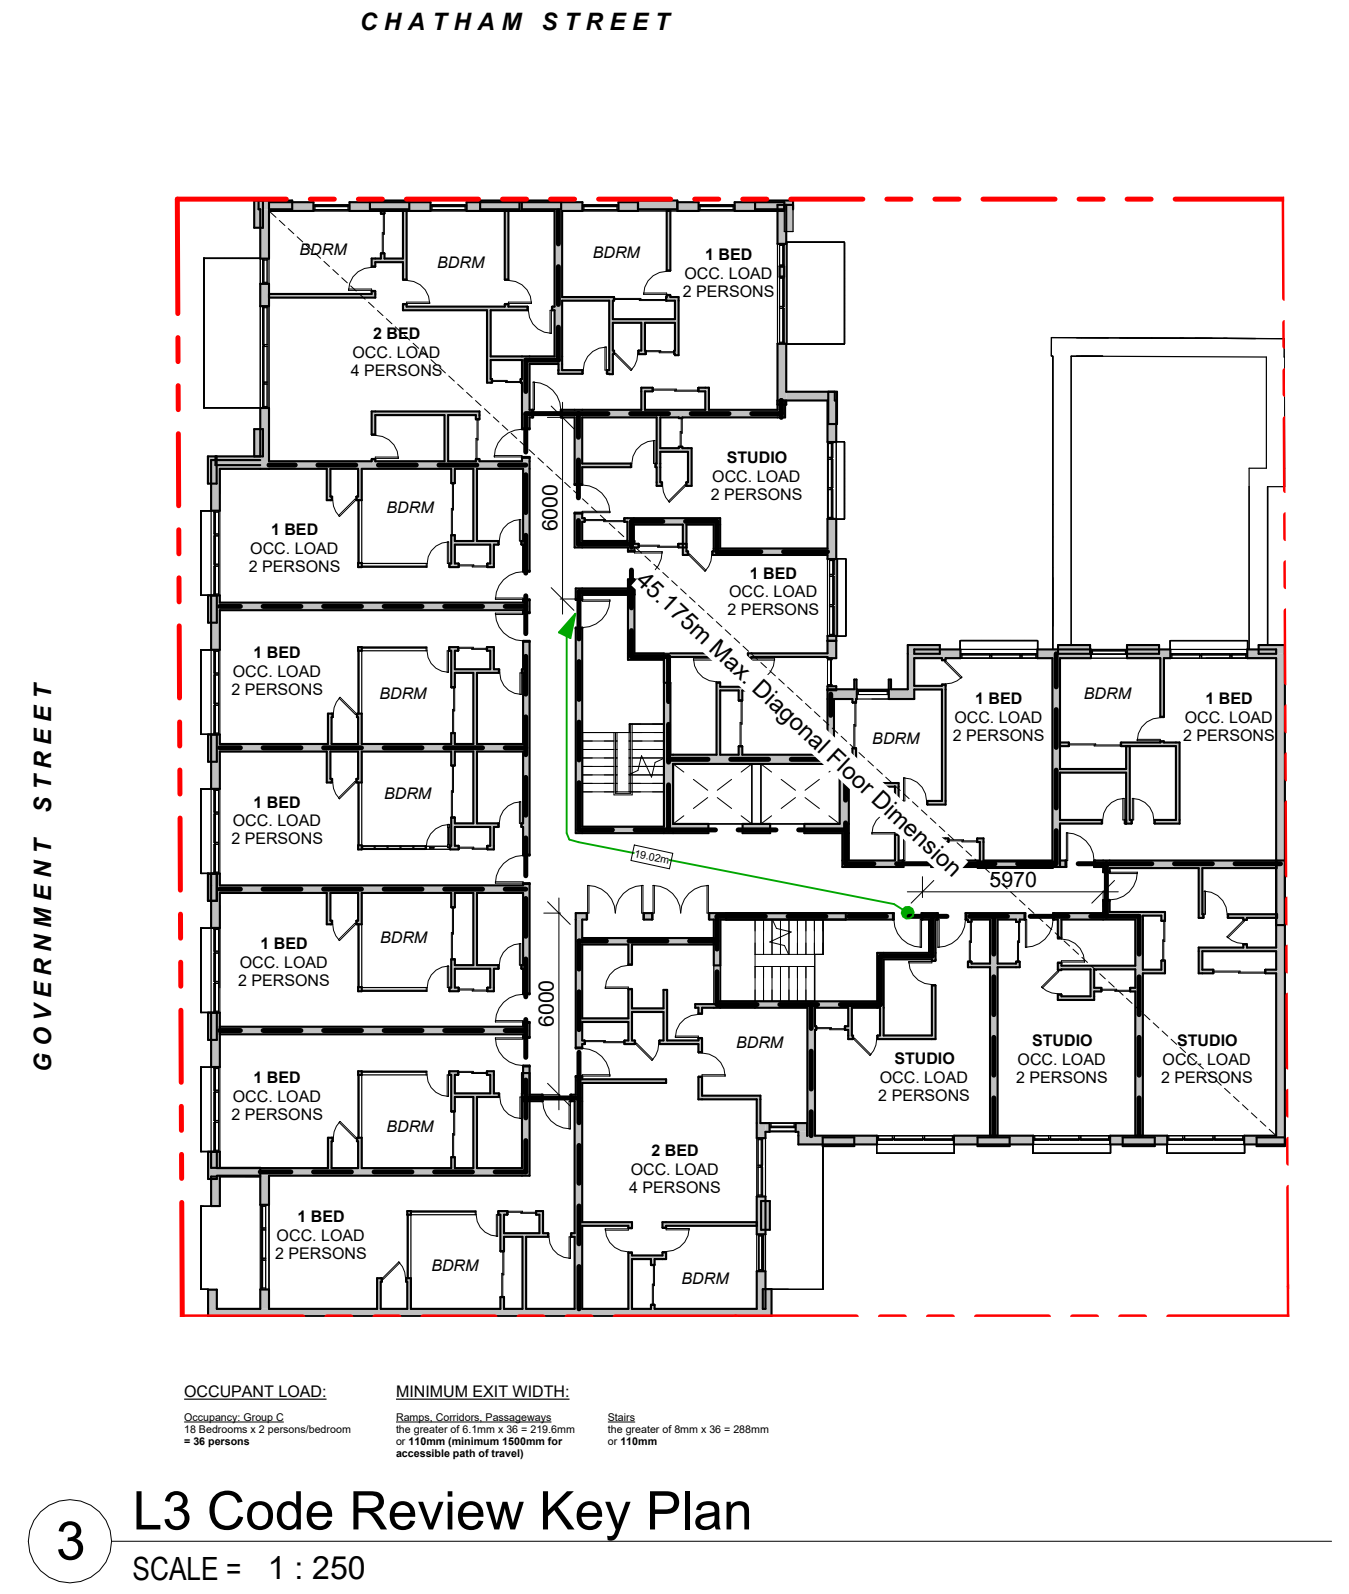 CHATHAM STREET
BDRM
BDRM
BDRM
1 BED
OCC. LOAD
2 PERSONS
2 BED
OCC. LOAD
4 PERSONS
STUDIO
OCC. LOAD
2 PERSONS
6000
BDRM
1 BED
OCC. LOAD
2 PERSONS
1 BED
OCC. LOAD
2 PERSONS
45.175m Max. Diagonal Floor Dimension
1 BED
OCC. LOAD
2 PERSONS
BDRM
BDRM
1 BED
OCC. LOAD
2 PERSONS
BDRM
1 BED
OCC. LOAD
2 PERSONS
GOVERNMENT STREET
1 BED
OCC. LOAD
2 PERSONS
BDRM
19.02m
5970
1 BED
OCC. LOAD
2 PERSONS
BDRM
6000
BDRM
STUDIO
OCC. LOAD
2 PERSONS
STUDIO
OCC. LOAD
2 PERSONS
STUDIO
OCC. LOAD
2 PERSONS
1 BED
OCC. LOAD
2 PERSONS
BDRM
2 BED
OCC. LOAD
4 PERSONS
1 BED
OCC. LOAD
2 PERSONS
BDRM
BDRM
OCCUPANT LOAD:
Occupancy: Group C
18 Bedrooms x 2 persons/bedroom
= 36 persons
MINIMUM EXIT WIDTH:
Ramps, Corridors, Passageways
the greater of 6.1mm x 36 = 219.6mm
or 110mm (minimum 1500mm for
accessible path of travel)
Stairs
the greater of 8mm x 36 = 288mm
or 110mm
3
L3 Code Review Key Plan
SCALE = 1 : 250